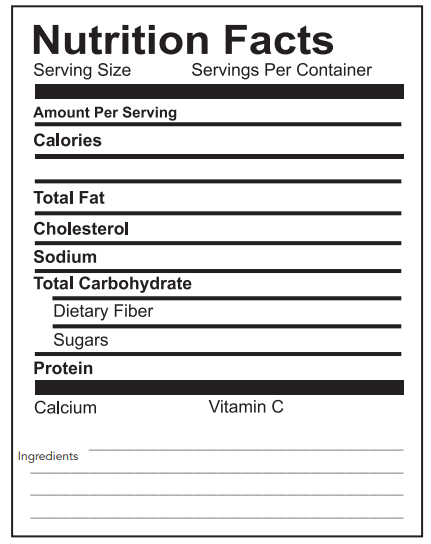 Nutrition Facts
Serving Size Servings Per Container
Amount Per Serving
Calories
Total Fat
Cholesterol
Sodium
Total Carbohydrate
Dietary Fiber
Sugars
Protein
Calcium Vitamin C
Ingredients